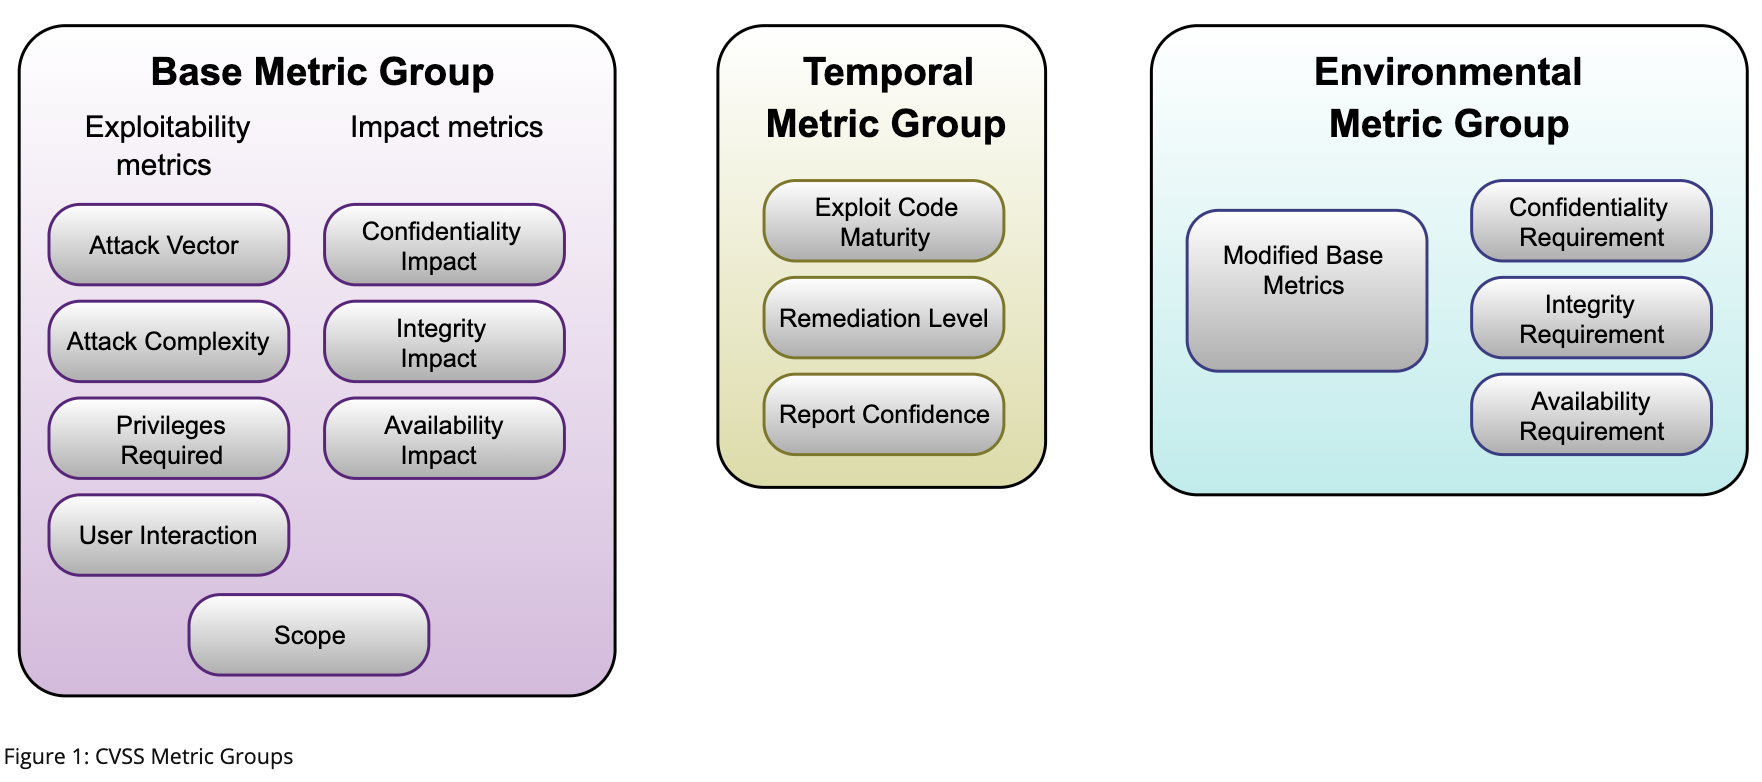 Base Metric Group
Exploitability
metrics
Impact metrics
Attack Vector
Attack Complexity
Privileges
Required
User Interaction
Confidentiality
Impact
Integrity
Impact
Availability
Impact
Scope
Temporal
Metric Group
Exploit Code
Maturity
Remediation Level
Report Confidence
Environmental
Metric Group
Modified Base
Metrics
Confidentiality
Requirement
Integrity
Requirement
Availability
Requirement
Figure 1: CVSS Metric Groups